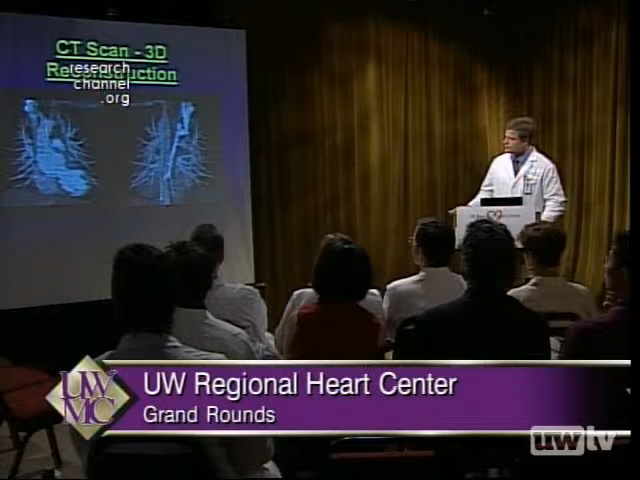 CT Scan - 3D
Reconstruction
research
channel
.org
UW Regional Heart Center
Grand Rounds
UW
MC
uwtv